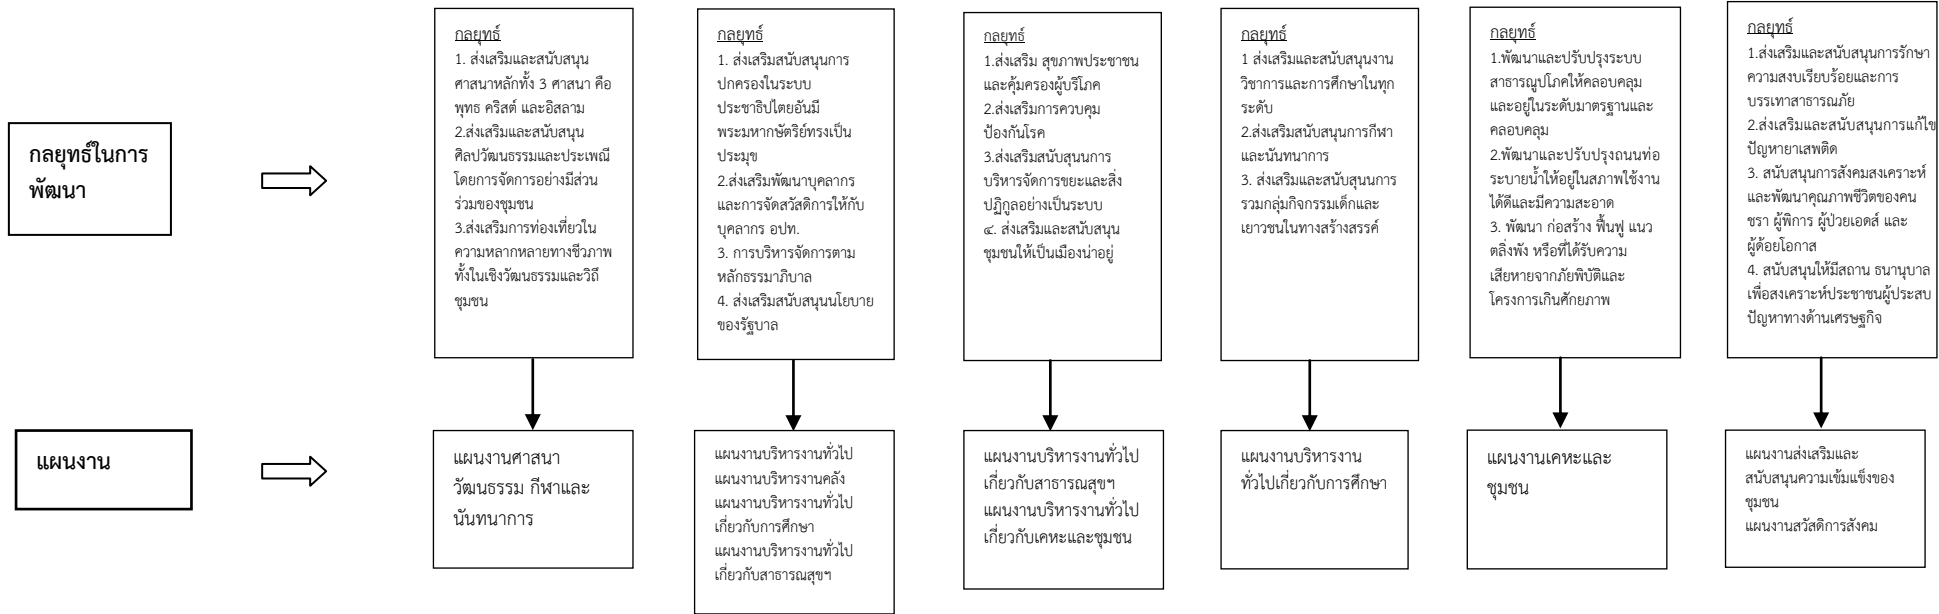 กลยุทธ์ในการ
พัฒนา
กลยุทธ์
1. ส่งเสริมและสนับสนุน
ศาสนาหลักทั้ง 3 ศาสนา คือ
พุทธ คริสต์ และอิสลาม
2.ส่งเสริมและสนับสนุน
ศิลปวัฒนธรรมและประเพณี
โดยการจัดการอย่างมีส่วน
ร่วมของชุมชน
3.ส่งเสริมการท่องเที่ยวใน
ความหลากหลายทางชีวภาพ
ทั้งในเชิงวัฒนธรรมและวิถี
ชุมชน
กลยุทธ์
1. ส่งเสริมสนับสนุนการ
ปกครองในระบบ
ประชาธิปไตยอันมี
พระมหากษัตริย์ทรงเป็น
ประมุข
2.ส่งเสริมพัฒนาบุคลากร
และการจัดสวัสดิการให้กับ
บุคลากร อปท.
3. การบริหารจัดการตาม
หลักธรรมาภิบาล
4. ส่งเสริมสนับสนุนนโยบาย
ของรัฐบาล
กลยุทธ์
1.ส่งเสริม สุขภาพประชาชน
และคุ้มครองผู้บริโภค
2.ส่งเสริมการควบคุม
ป้องกันโรค
3.ส่งเสริมสนับสุนนการ
บริหารจัดการขยะและสิ่ง
ปฏิกูลอย่างเป็นระบบ
๔. ส่งเสริมและสนับสนุน
ชุมชนให้เป็นเมืองน่าอยู่
กลยุทธ์
1 ส่งเสริมและสนับสนุนงาน
วิชาการและการศึกษาในทุก
ระดับ
2.ส่งเสริมสนับสนุนการกีฬา
และนันทนาการ
3. ส่งเสริมและสนับสุนนการ
รวมกลุ่มกิจกรรมเด็กและ
เยาวชนในทางสร้างสรรค์
กลยุทธ์
1.พัฒนาและปรับปรุงระบบ
สาธารณูปโภคให้คลอบคลุม
และอยู่ในระดับมาตรฐานและ
คลอบคลุม
2.พัฒนาและปรับปรุงถนนท่อ
ระบายน้ำให้อยู่ในสภาพใช้งาน
ได้ดีและมีความสะอาด
3. พัฒนา ก่อสร้าง ฟื้นฟู แนว
ตลิ่งพัง หรือที่ได้รับความ
เสียหายจากภัยพิบัติและ
โครงการเกินศักยภาพ
กลยุทธ์
1.ส่งเสริมและสนับสนุนการรักษา
ความสงบเรียบร้อยและการ
บรรเทาสาธารณภัย
2.ส่งเสริมและสนับสนุนการแก้ไข
ปัญหายาเสพติด
3. สนับสนุนการสังคมสงเคราะห์
และพัฒนาคุณภาพชีวิตของคน
ชรา ผู้พิการ ผู้ป่วยเอดส์ และ
ผู้ด้อยโอกาส
4. สนับสนุนให้มีสถาน ธนานุบาล
เพื่อสงเคราะห์ประชาชนผู้ประสบ
ปัญหาทางด้านเศรษฐกิจ
แผนงาน
แผนงานศาสนา
วัฒนธรรม กีฬาและ
นันทนาการ
แผนงานบริหารงานทั่วไป
แผนงานบริหารงานคลัง
แผนงานบริหารงานทั่วไป
เกี่ยวกับการศึกษา
แผนงานบริหารงานทั่วไป
เกี่ยวกับสาธารณสุขฯ
แผนงานบริหารงานทั่วไป
เกี่ยวกับสาธารณสุขฯ
แผนงานบริหารงานทั่วไป
เกี่ยวกับเคหะและชุมชน
แผนงานบริหารงาน
ทั่วไปเกี่ยวกับการศึกษา
แผนงานเคหะและ
ชุมชน
แผนงานส่งเสริมและ
สนับสนุนความเข้มแข็งของ
ชุมชน
แผนงานสวัสดิการสังคม